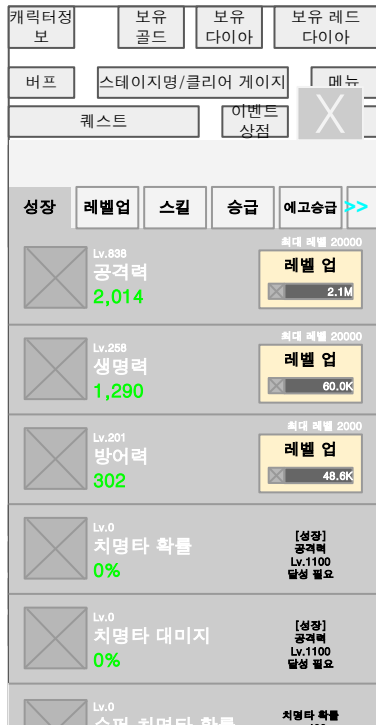 캐릭터정
보
보유
골드
보유
다이아
보유 레드
다이아
버프
스테이지명/클리어 게이지
메뉴
퀘스트
이벤트
상점
X
성장
레벨업
스킬
승급
에고승급
>>
최대 레벨 20000
Lv.838
공격력
2,014
레벨 업
2.1M
최대 레벨 20000
Lv.258
생명력
1,290
레벨 업
60.0K
최대 레벨 2000
Lv.201
방어력
302
레벨 업
48.6K
Lv.0
치명타 확률
0%
[성장]
공격력
Lv.1100
달성 필요
Lv.0
치명타 대미지
0%
[성장]
공격력
Lv.1100
달성 필요
Lv.0
슈퍼 치명타 확률
치명타 확률